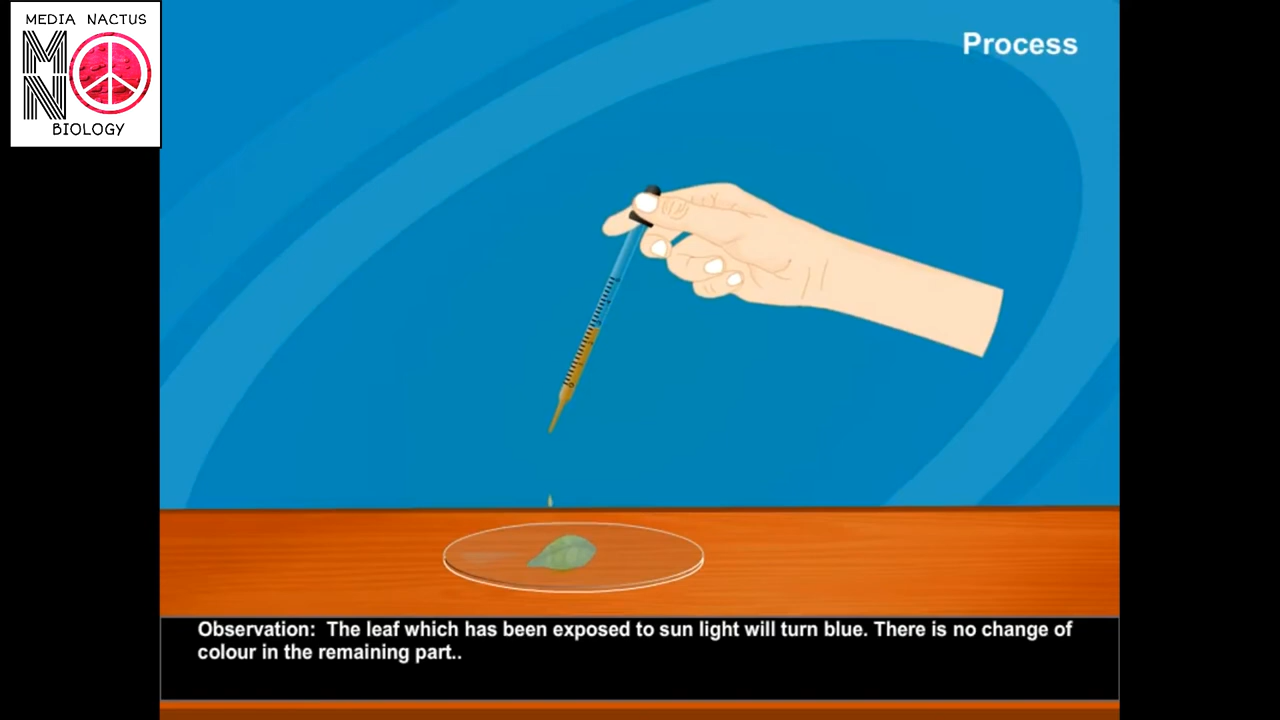 MEDIA NACTUS
MN
BIOLOGY
Process
Observation:  The leaf which has been exposed to sun light will turn blue. There is no change of
colour in the remaining part..